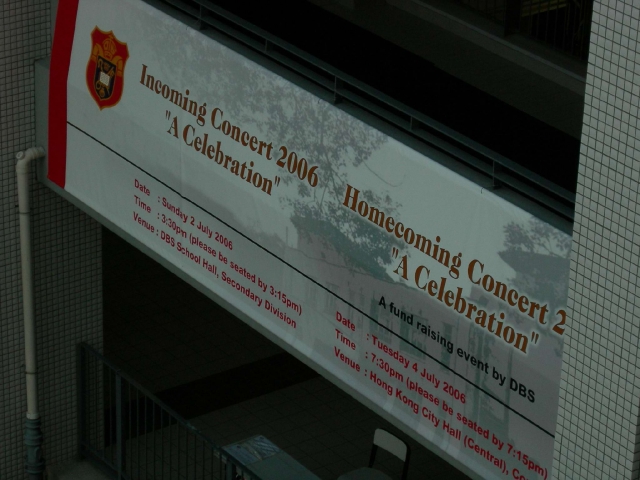 Incoming Concert 2006
"A Celebration"
Date : Sunday 2 July 2006
Time : 3:30pm (please be seated by 3:15pm)
Venue : DBS School Hall, Secondary Division
Homecoming Concert 2
"A Celebration"
A fund raising event by DBS
Date : Tuesday 4 July 2006
Time : 7:30pm (please be seated by 7:15pm)
Venue : Hong Kong City Hall (Central), Co